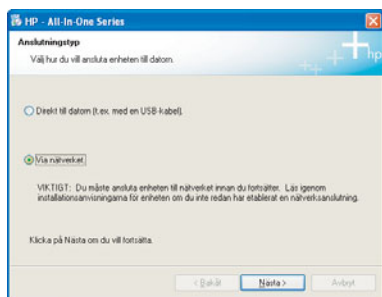 HP - All-In-One Series
Anslutningstyp
Välj hur du vill ansluta enheten till datorn.
hp
Direkt till datorn (t.ex. med en USB-kabel).
Via nätverket.
VIKTIGT: Du måste ansluta enheten till nätverket innan du fortsätter. Läs igenom
installationsanvisningarna för enheten om du inte redan har etablerat en nätverksanslutning.
Klicka på Nästa om du vill fortsätta.
< Bakåt
Nästa >
Avbryt